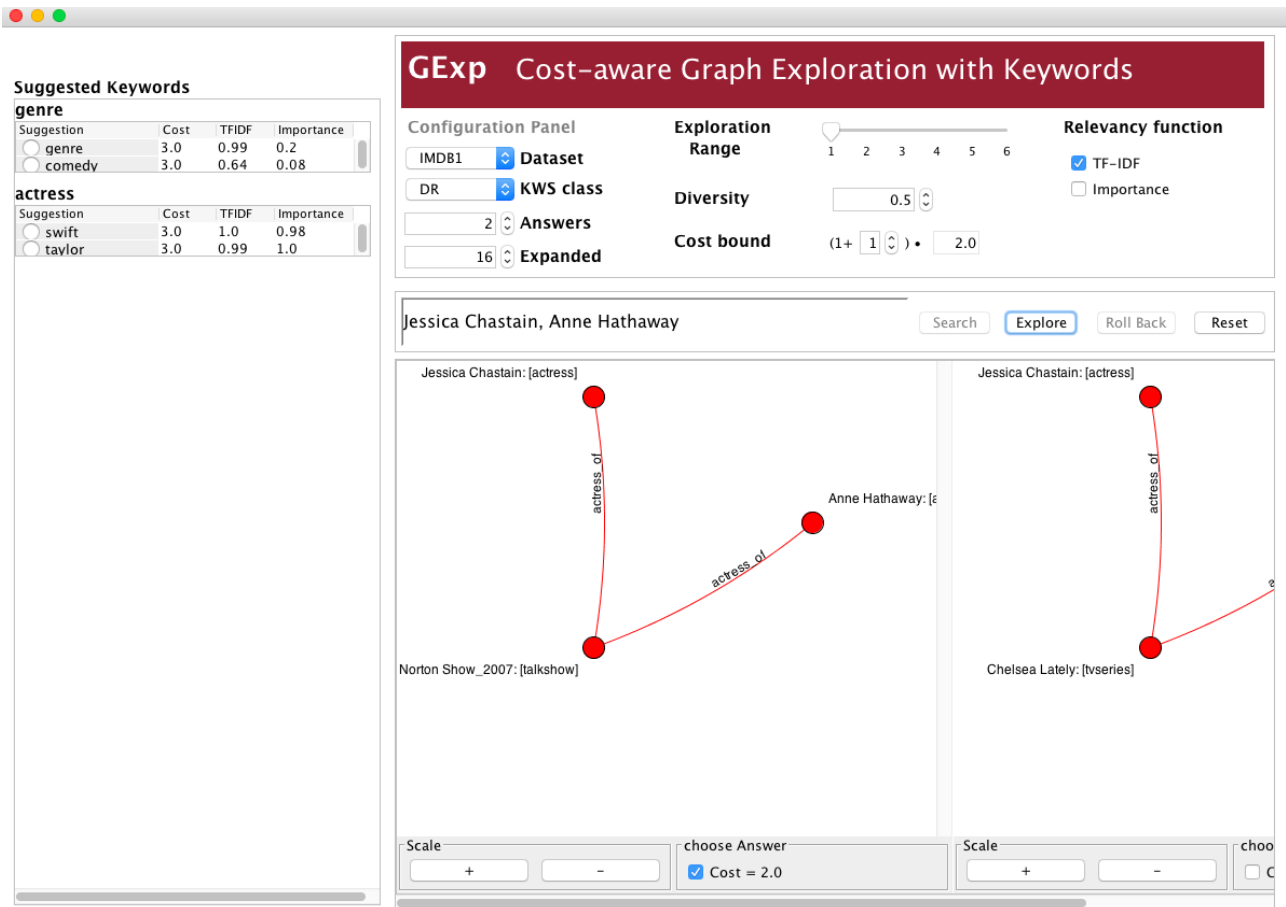 GExp Cost-aware Graph Exploration with Keywords
Suggested Keywords
genre
Suggestion Cost TFIDF Importance
genre 3.0 0.99 0.2
comedy 3.0 0.64 0.08
actress
Suggestion Cost TFIDF Importance
swift 3.0 1.0 0.98
taylor 3.0 0.99 1.0
Configuration Panel
IMDB1 Dataset
DR KWS class
2 Answers
16 Expanded
Exploration
Range
1 2 3 4 5 6
Diversity 0.5
Cost bound (1+ 1 ) • 2.0
Relevancy function
TF-IDF
Importance
Jessica Chastain, Anne Hathaway
Search Explore Roll Back Reset
Jessica Chastain: [actress]
actress_of
Anne Hathaway: [a
actress_of
Norton Show_2007: [talkshow]
Jessica Chastain: [actress]
actress_of
a
Chelsea Lately: [tvseries]
Scale
+ -
choose Answer
Cost = 2.0
Scale
+ -
choo
C